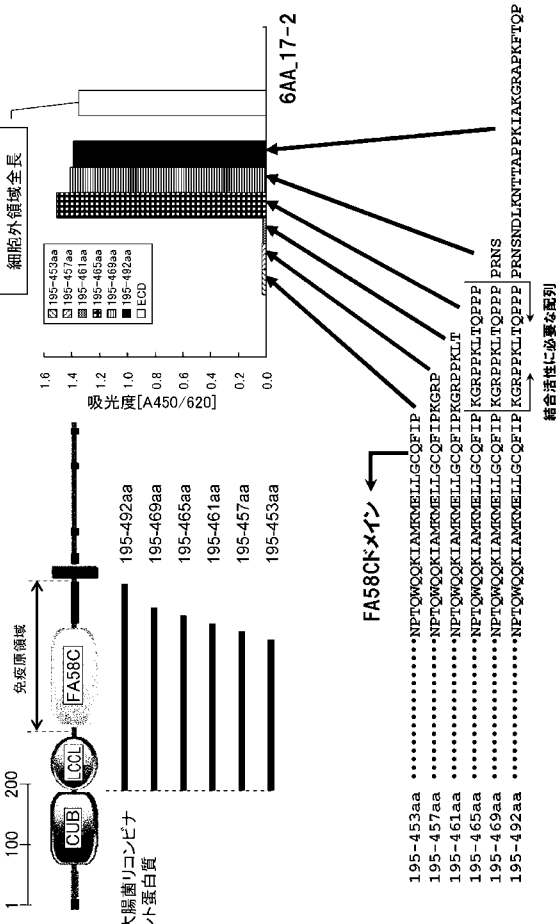 1 100 200
CUB
LCCL
FA58C
免疫原領域
大腸菌リコンビナ
ント蛋白質
195-492aa
195-469aa
195-465aa
195-461aa
195-457aa
195-453aa
吸光度[A450/620]
1.6
1.4
1.2
1.0
0.8
0.6
0.4
0.2
0.0
195-453aa
195-457aa
195-461aa
195-465aa
195-469aa
195-492aa
ECD
細胞外領域全長
6AA_17-2
FA58Cドメイン
195-453aa ••••••••••••••NPTQWQQKIAMKMELLGCQFIP
195-457aa ••••••••••••••NPTQWQQKIAMKMELLGCQFIPKGRP
195-461aa ••••••••••••••NPTQWQQKIAMKMELLGCQFIPKGRPPKLT
195-465aa ••••••••••••••NPTQWQQKIAMKMELLGCQFIP KGRPPKLTQPPP
195-469aa ••••••••••••••NPTQWQQKIAMKMELLGCQFIP KGRPPKLTQPPP PRNS
195-492aa ••••••••••••••NPTQWQQKIAMKMELLGCQFIP KGRPPKLTQPPP PRNSNDLKNTTAPPKIAKGRAPKFTQP
結合活性に必要な配列